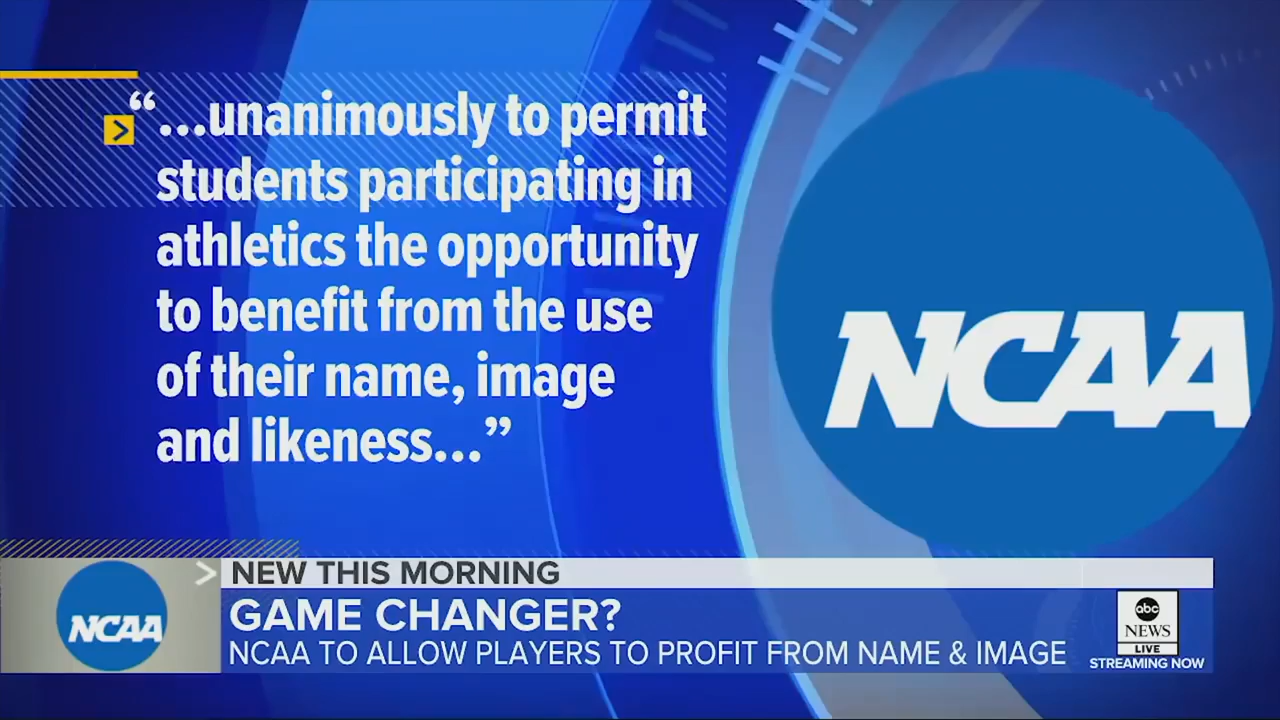 “...unanimously to permit
students participating in
athletics the opportunity
to benefit from the use
of their name, image
and likeness...”
NCAA
NCAA
NEW THIS MORNING
GAME CHANGER?
NCAA TO ALLOW PLAYERS TO PROFIT FROM NAME & IMAGE
abc
NEWS
LIVE
STREAMING NOW